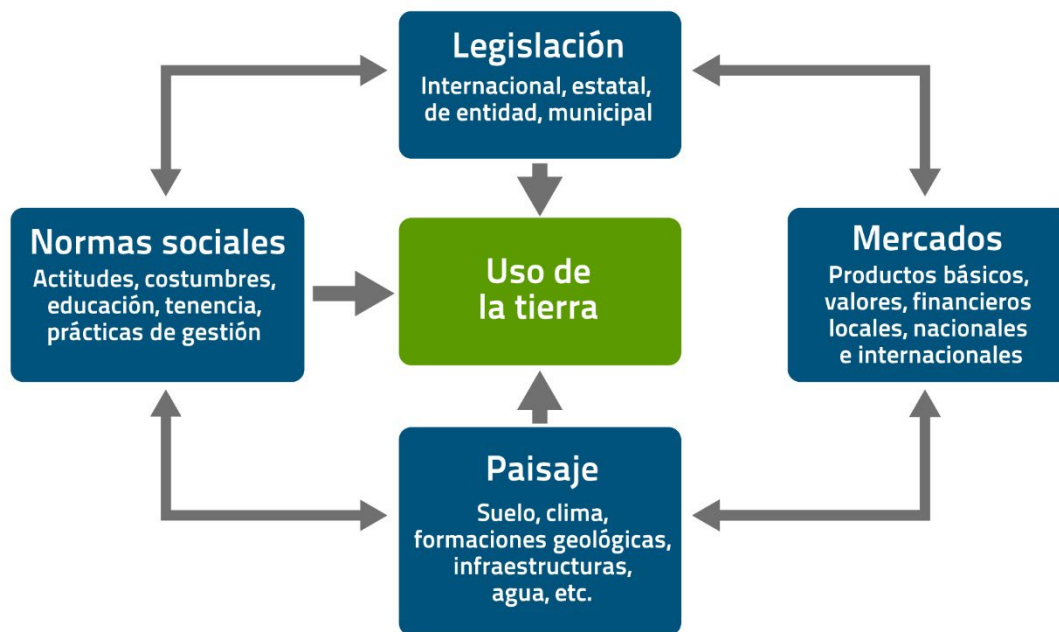 Legislación
Internacional, estatal,
de entidad, municipal
Normas sociales
Actitudes, costumbres,
educación, tenencia,
prácticas de gestión
Uso de
la tierra
Mercados
Productos básicos,
valores, financieros
locales, nacionales
e internacionales
Paisaje
Suelo, clima,
formaciones geológicas,
infraestructuras,
agua, etc.